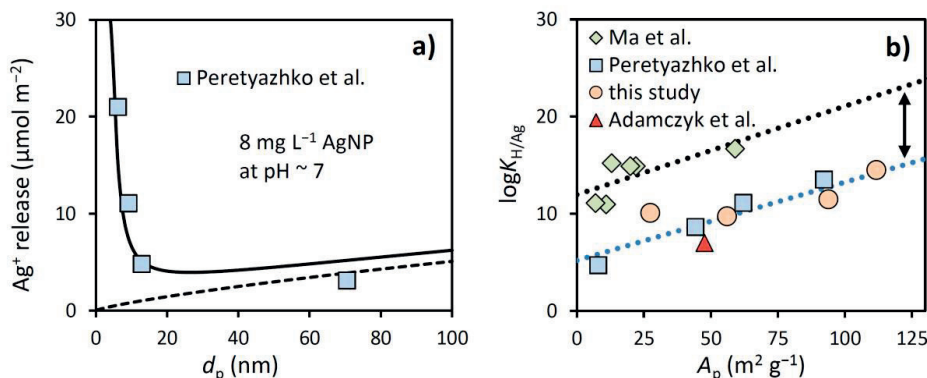 a)
30
20
10
0
Ag⁺ release (μmol m⁻²)
Peretyazhko et al.
8 mg L⁻¹ AgNP
at pH ~ 7
0 20 40 60 80 100
dₚ (nm)
b)
30
20
10
0
logK_H/Ag
Ma et al.
Peretyazhko et al.
this study
Adamczyk et al.
0 25 50 75 100 125
Aₚ (m² g⁻¹)